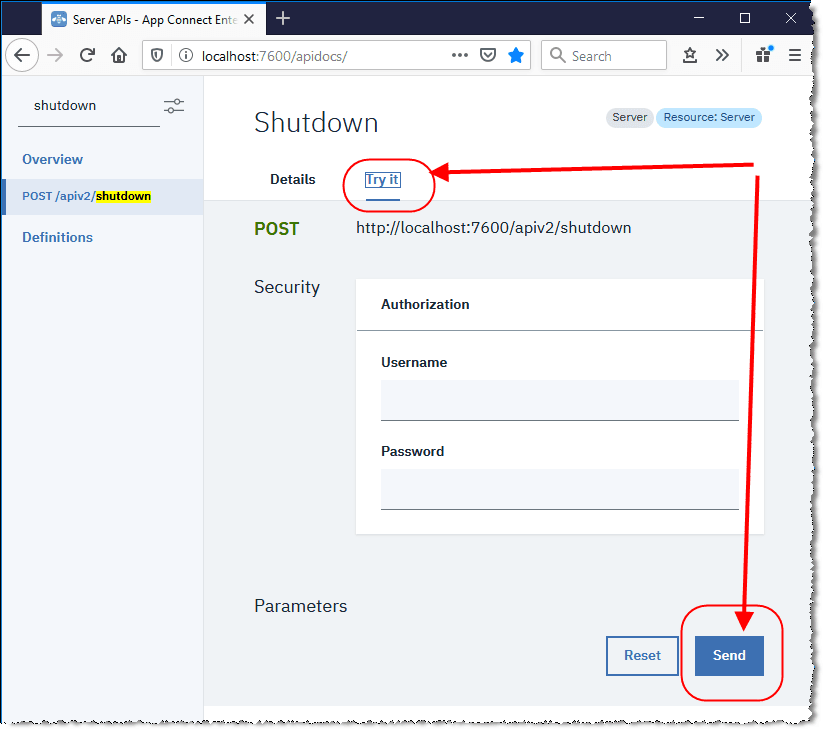 Server APIs - App Connect Ente
localhost:7600/apidocs/
Search
shutdown
Overview
POST /apiv2/shutdown
Definitions
Shutdown
Server
Resource: Server
Details
Try it
POST
http://localhost:7600/apiv2/shutdown
Security
Authorization
Username
Password
Parameters
Reset
Send